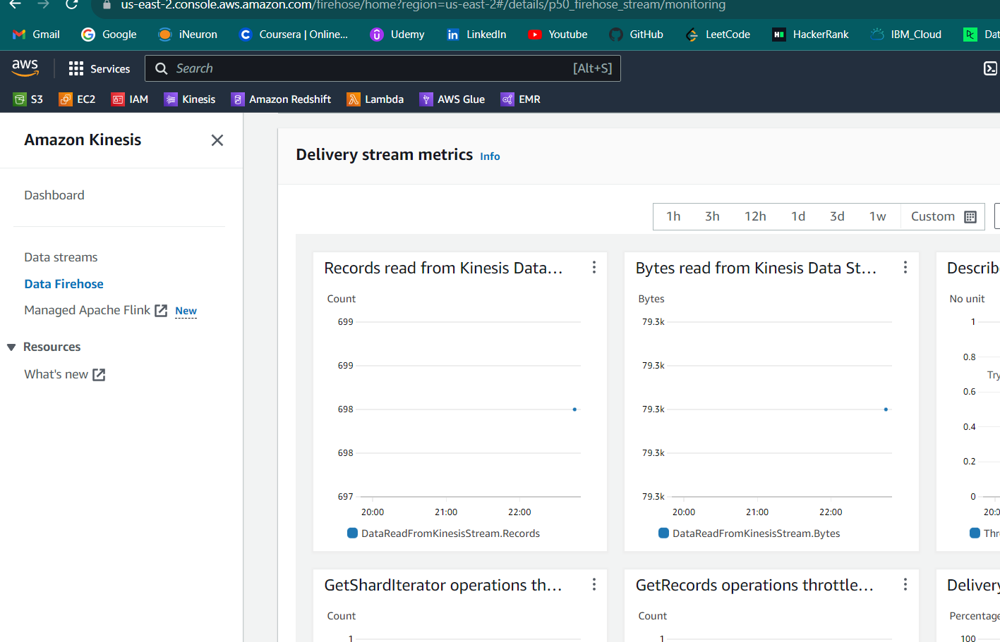 us-east-2.console.aws.amazon.com/firehose/home?region=us-east-2#/details/p50_firehose_stream/monitoring
Gmail Google iNeuron Coursera | Online... Udemy LinkedIn Youtube GitHub LeetCode HackerRank IBM_Cloud Dat
aws Services Search [Alt+S]
S3 EC2 IAM Kinesis Amazon Redshift Lambda AWS Glue EMR
Amazon Kinesis
Dashboard
Data streams
Data Firehose
Managed Apache Flink New
Resources
What's new
Delivery stream metrics Info
1h 3h 12h 1d 3d 1w Custom
Records read from Kinesis Data...
Count
699
699
698
698
697
20:00 21:00 22:00
DataReadFromKinesisStream.Records
Bytes read from Kinesis Data St...
Bytes
79.3k
79.3k
79.3k
79.3k
79.3k
20:00 21:00 22:00
DataReadFromKinesisStream.Bytes
Describ
No unit
1
0.8
Try
0.6
0.4
0.2
0
20:0
Thr
GetShardIterator operations th...
Count
1
GetRecords operations throttle...
Count
1
Delivery
Percentage
100